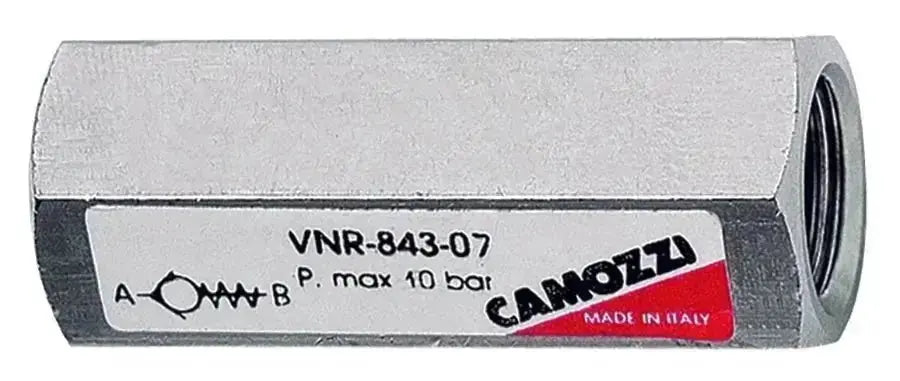 VNR-843-07
P. max 10 bar
A B
CAMOZZI
MADE IN ITALY